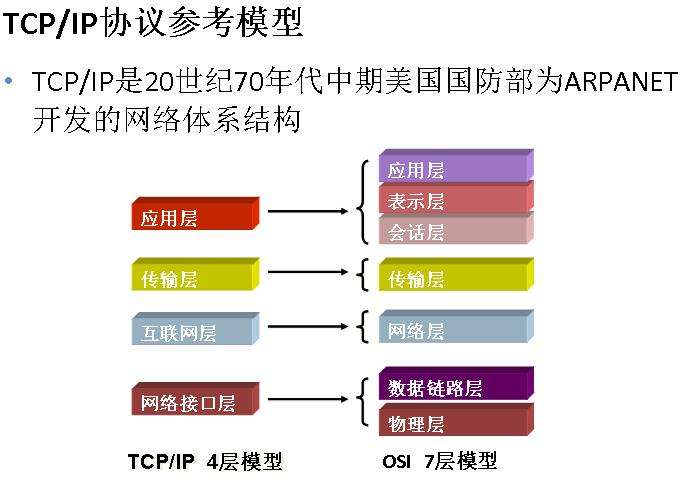 TCP/IP协议参考模型
• TCP/IP是20世纪70年代中期美国国防部为ARPANET
开发的网络体系结构
应用层
传输层
互联网层
网络接口层
TCP/IP 4层模型
应用层
表示层
会话层
传输层
网络层
数据链路层
物理层
OSI 7层模型